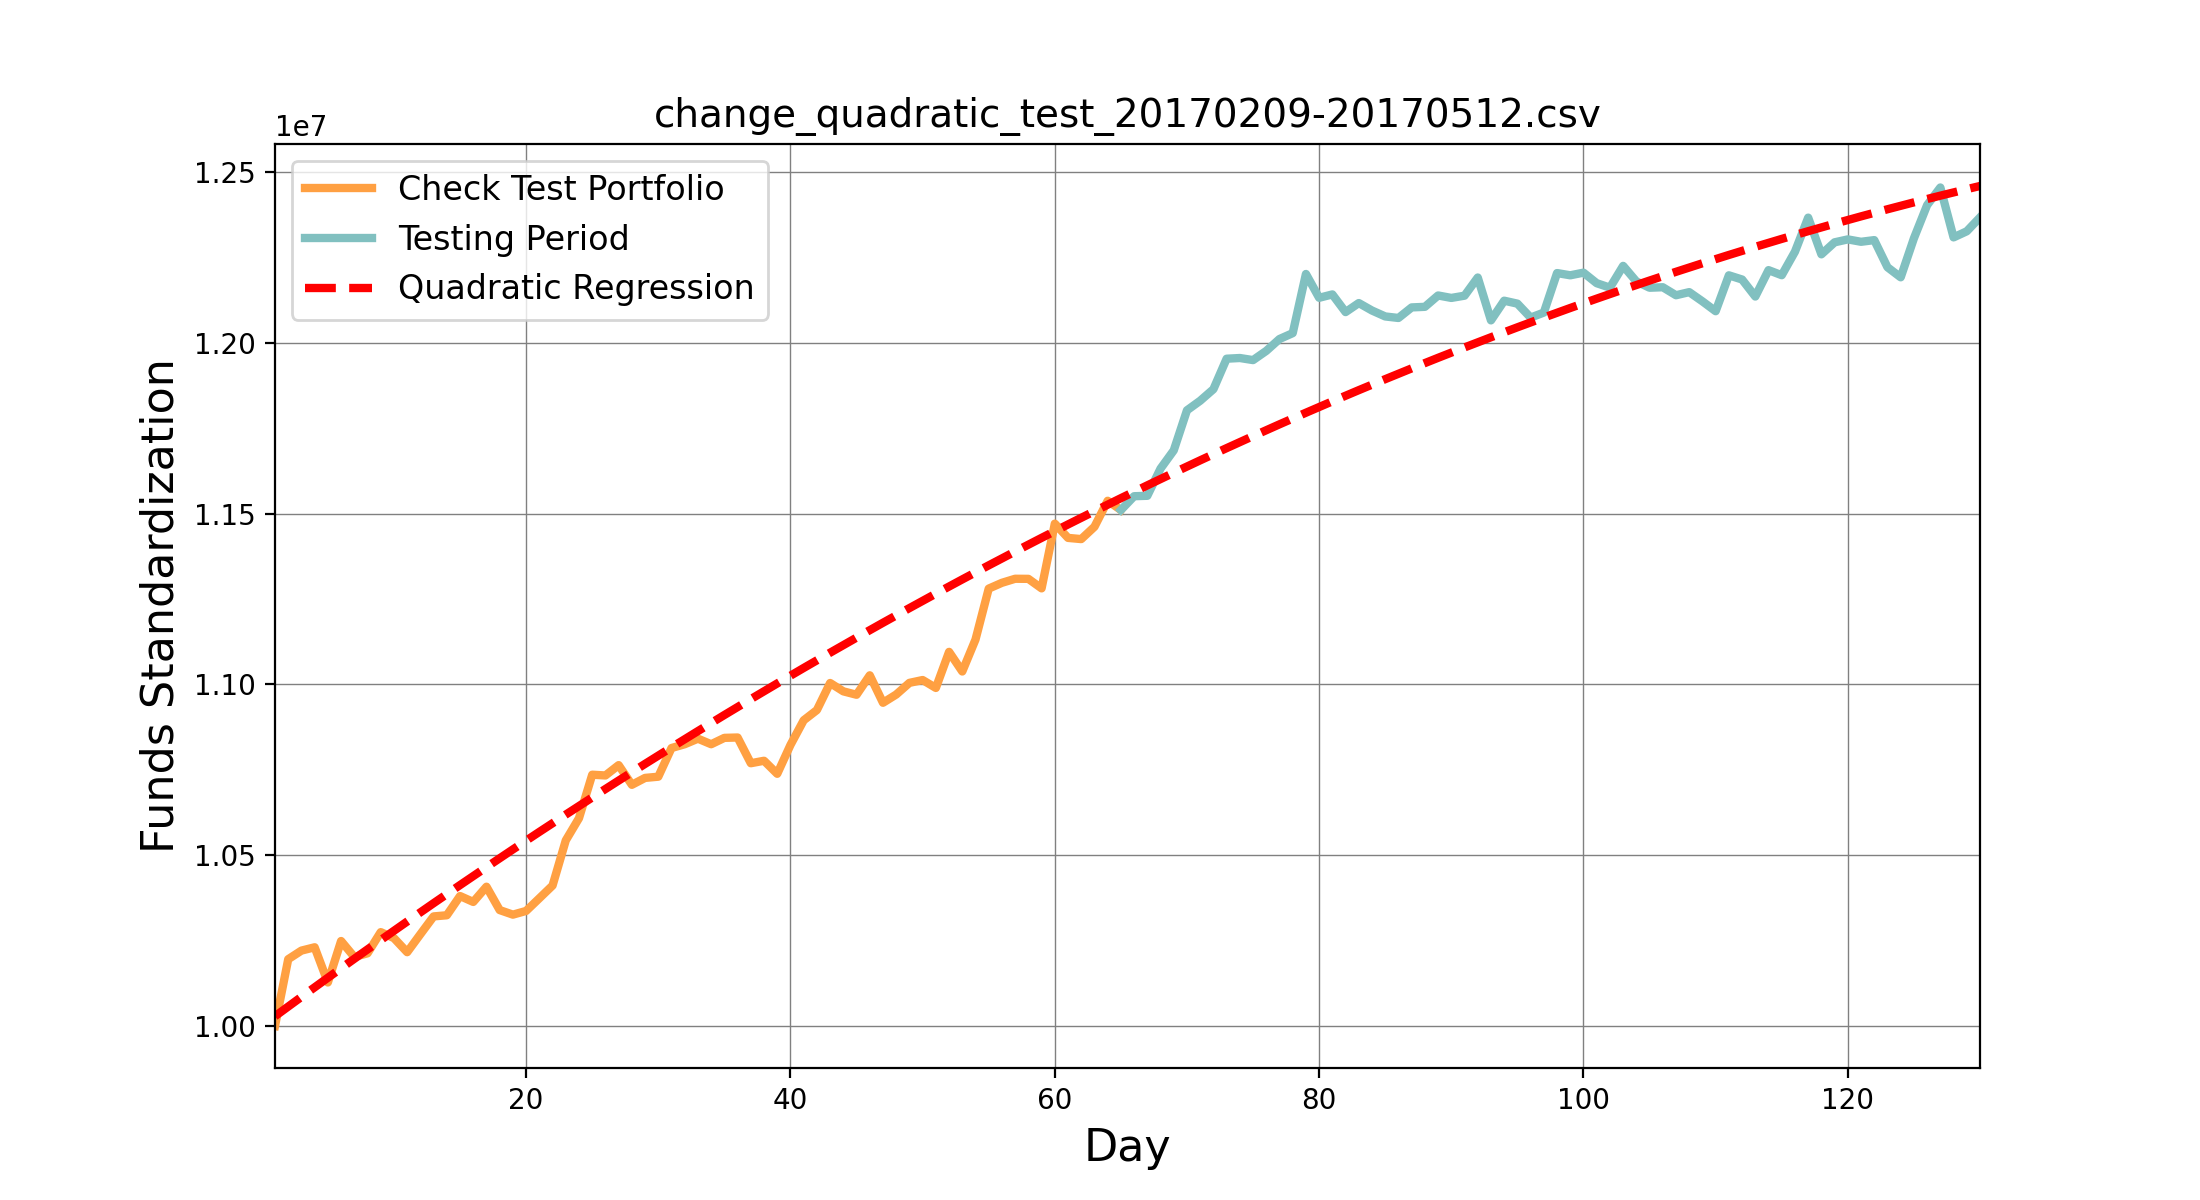 change_quadratic_test_20170209-20170512.csv
1e7
Check Test Portfolio
Testing Period
Quadratic Regression
1.25
1.20
1.15
1.10
1.05
1.00
Funds Standardization
20 40 60 80 100 120
Day